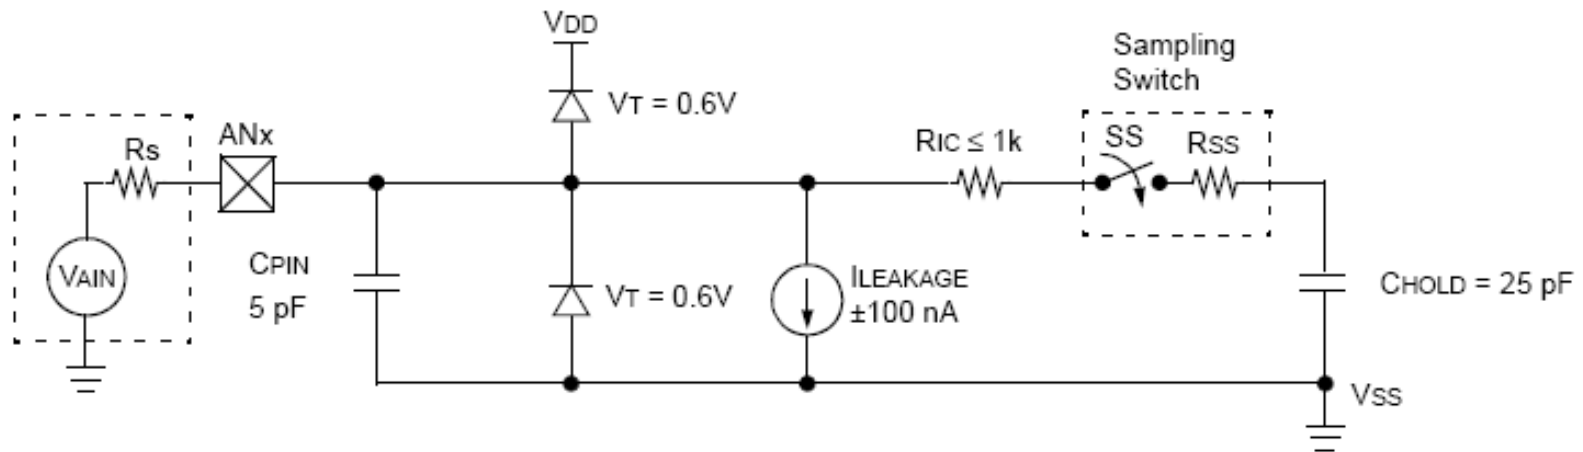 VDD
Sampling
Switch
VT = 0.6V
ANx
Rs
RIC ≤ 1k
SS
RSS
VAIN
CPIN
5 pF
VT = 0.6V
ILEAKAGE
±100 nA
CHOLD = 25 pF
VSS